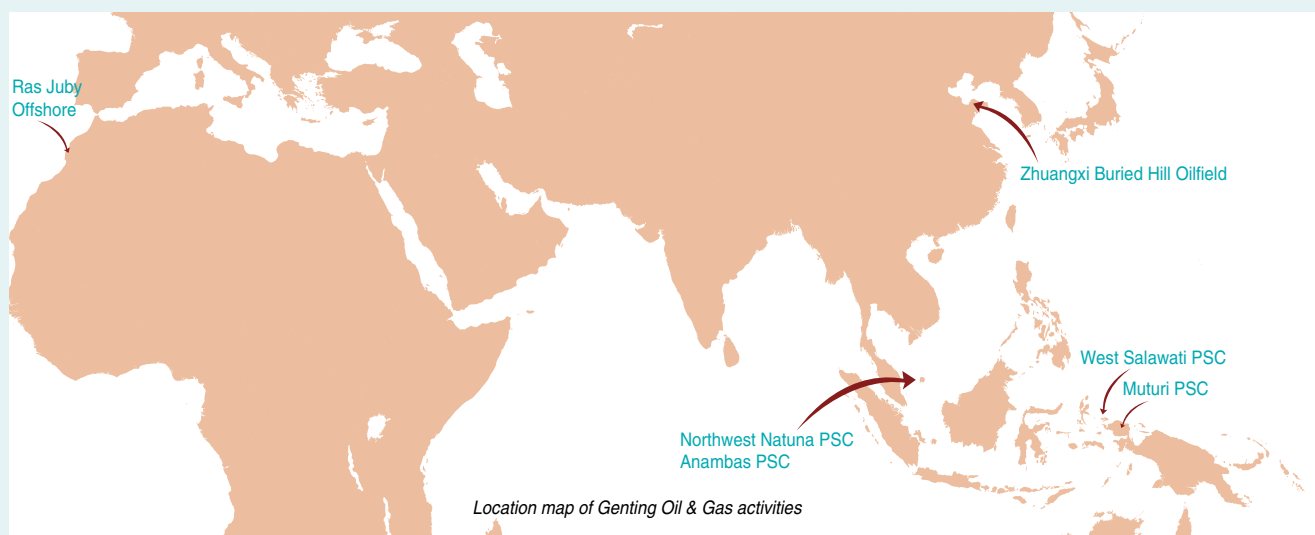 Ras Juby
Offshore
Zhuangxi Buried Hill Oilfield
West Salawati PSC
Muturi PSC
Northwest Natuna PSC
Anambas PSC
Location map of Genting Oil & Gas activities